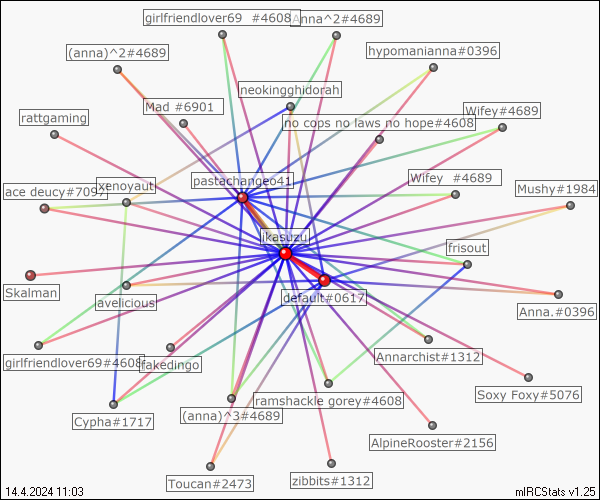 girlfriendlover69 #4608
Anna^2#4689
(anna)^2#4689
hypomanianna#0396
neokingghidorah
Mad #6901
rattgaming
no cops no laws no hope#4608
Wifey#4689
pastachangeo41
xenoyaut
ace deucy#7097
Wifey #4689
Mushy#1984
ikasuzu
frisout
Skalman
avelicious
default#0617
Anna.#0396
girlfriendlover69#4608
fakedingo
Annarchist#1312
Soxy Foxy#5076
Cypha#1717
(anna)^3#4689
ramshackle gorey#4608
AlpineRooster#2156
Toucan#2473
zibbits#1312
14.4.2024 11:03
mIRCStats v1.25